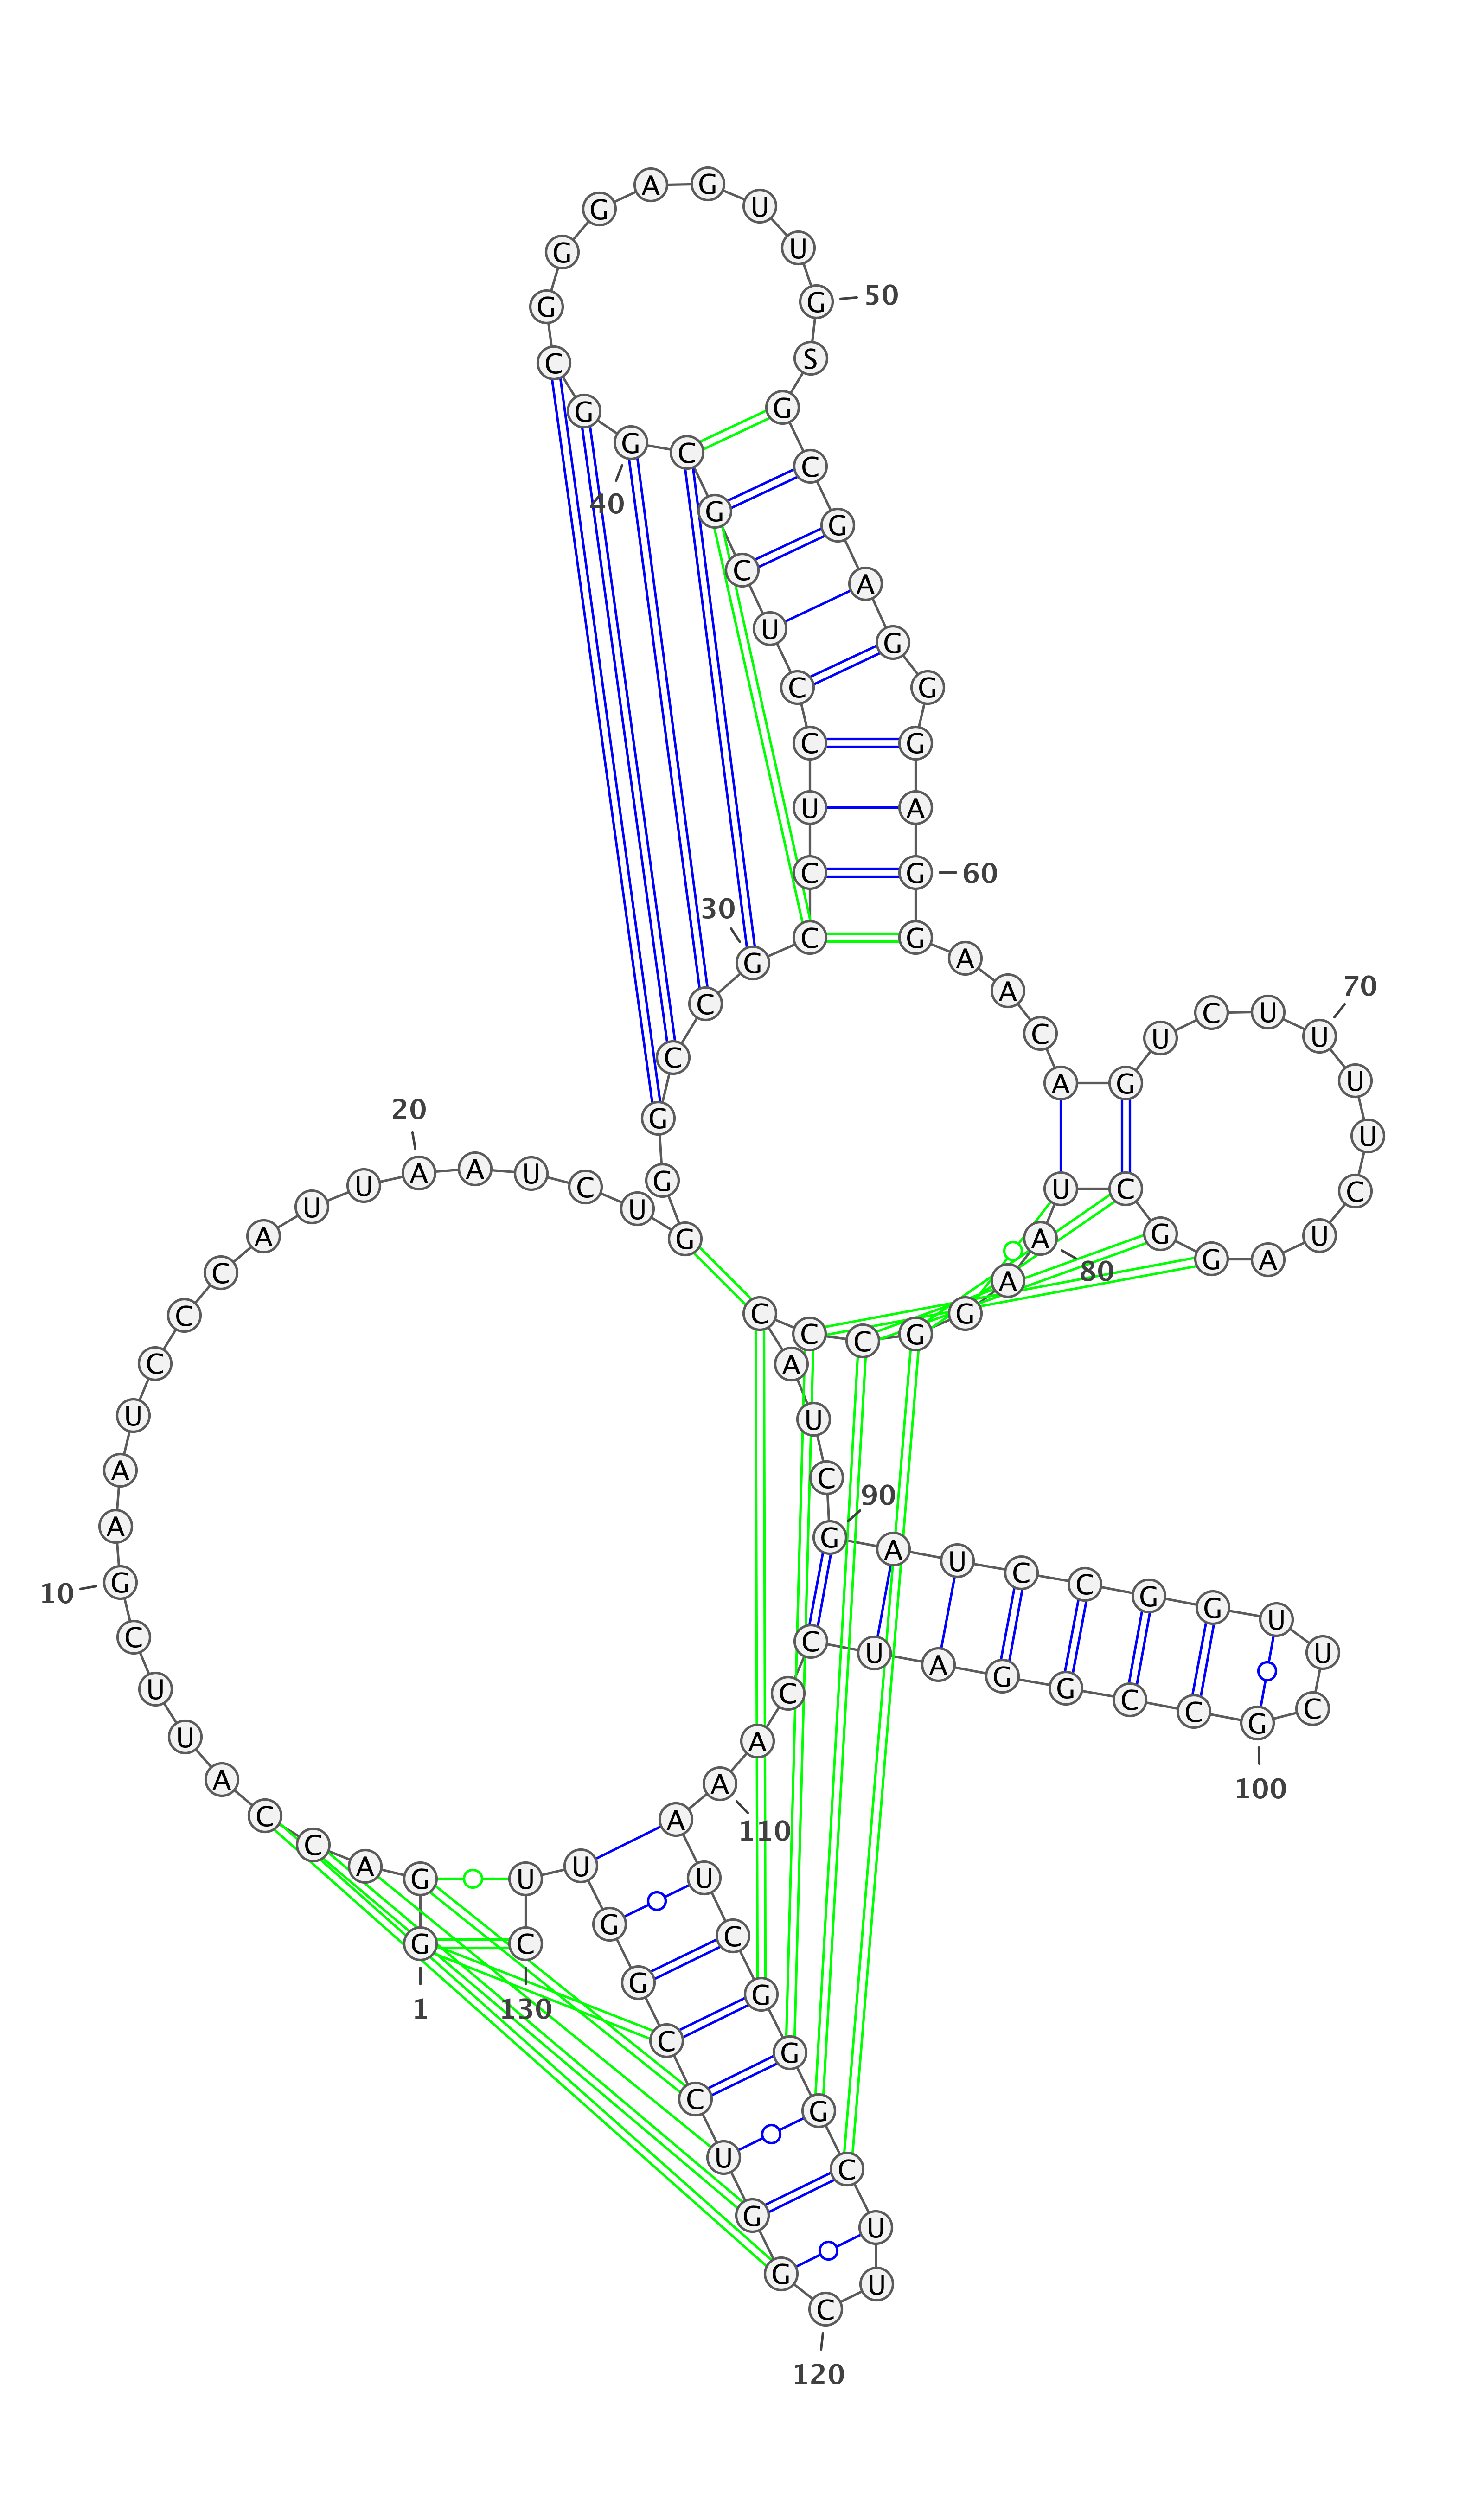 G G A C C A U U C G
A A U C C C A U U A
A U C U G G G C C G
C C U C C U C G C G
G C G G G A G U U G
S G C G A G G G A G
G A A C A G U C U U
U U C U A G G C U A
A G G C C C A U C G
A U C C G G U U C G
C C G G A U C C A A
A U C G G G C U U C
G G U C C G G U U C
1
10
20
30
40
50
60
70
80
90
100
110
120
130